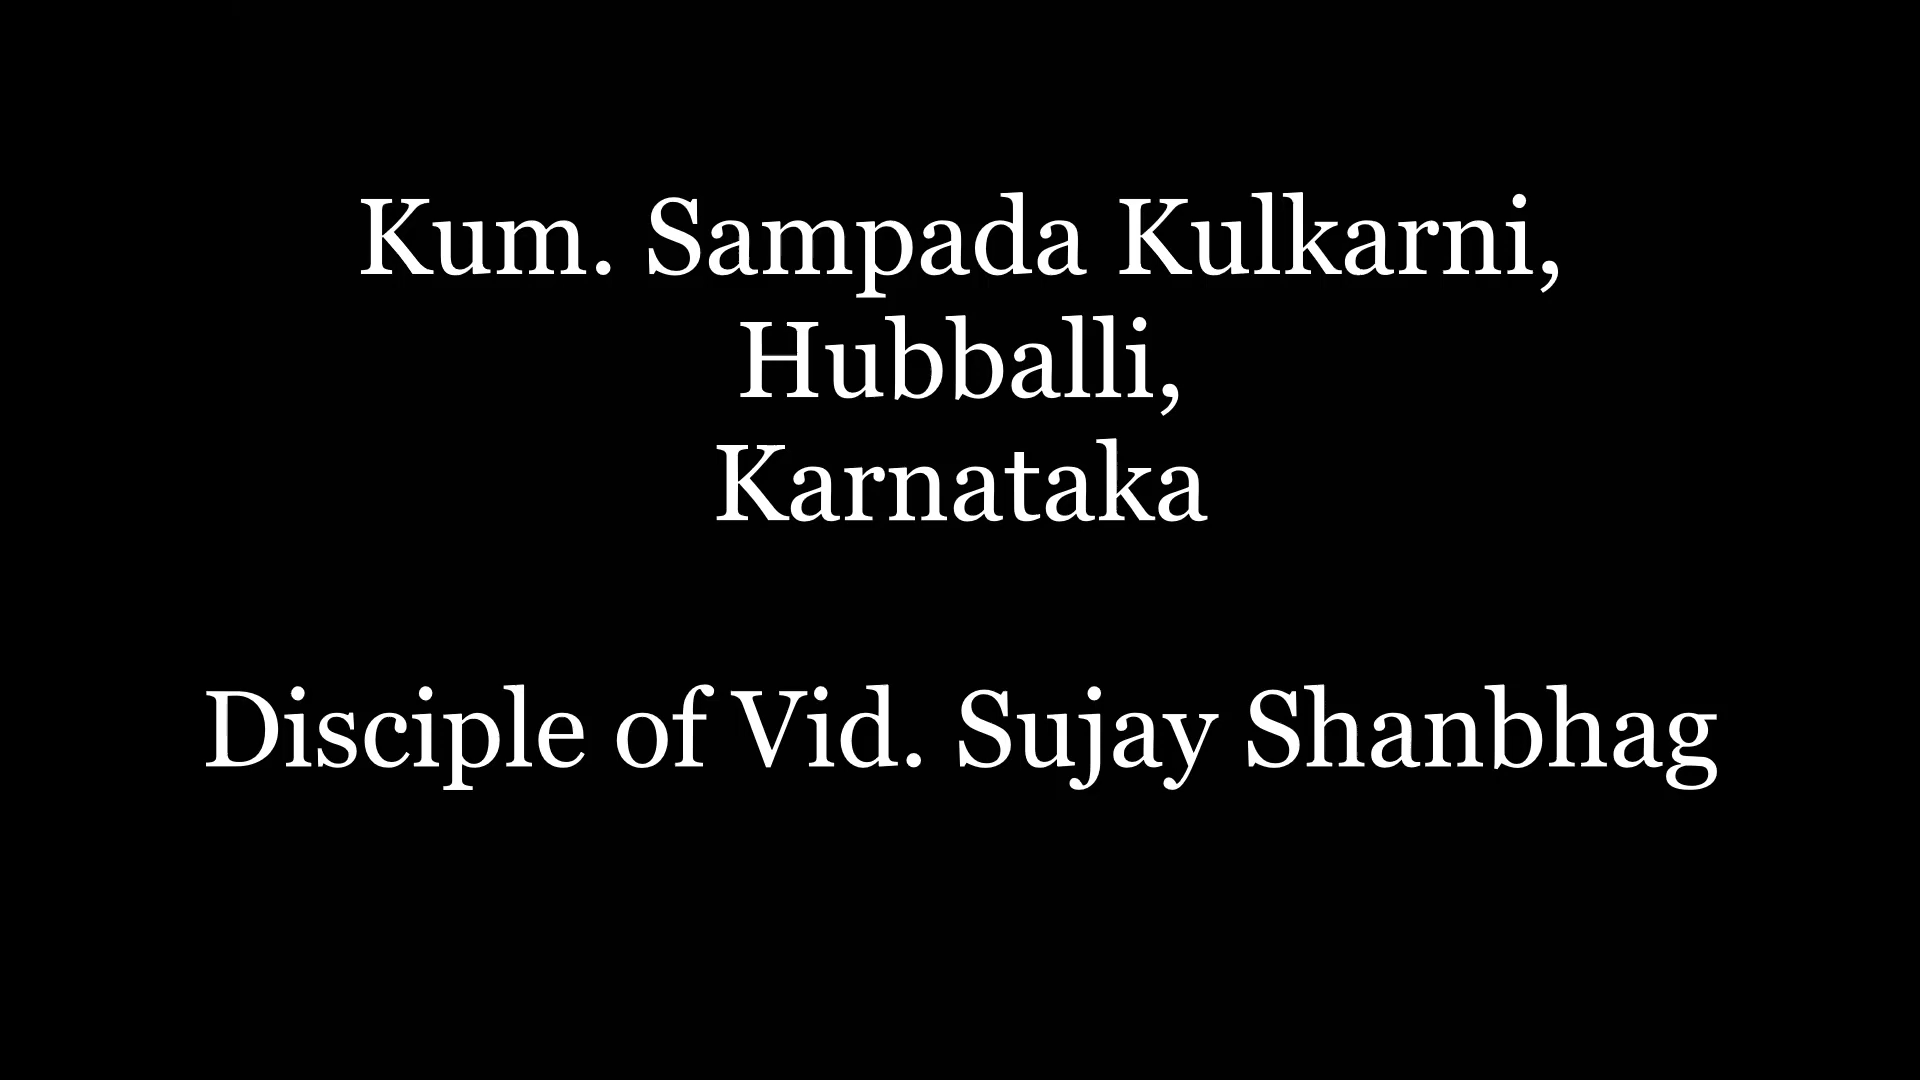 Kum. Sampada Kulkarni,
Hubballi,
Karnataka
Disciple of Vid. Sujay Shanbhag